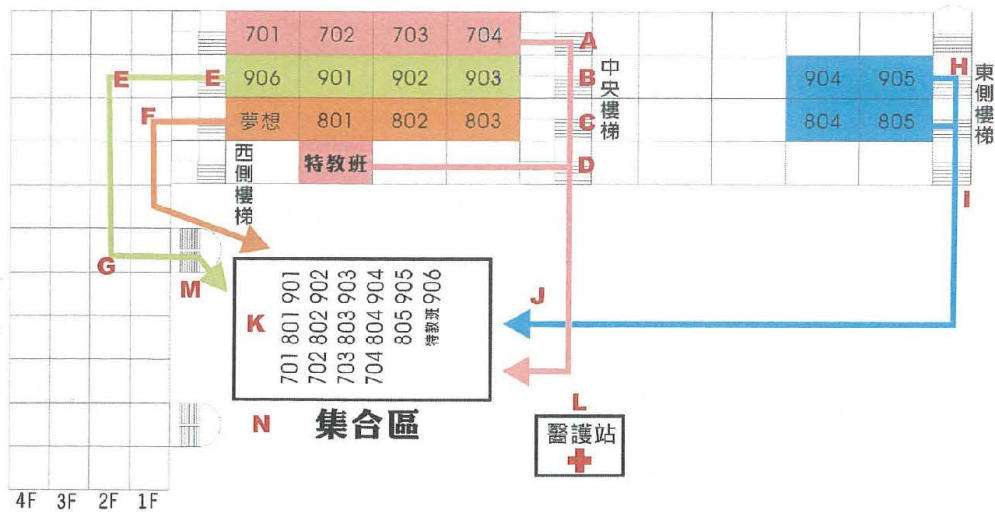 701 702 703 704 A
E E 906 901 902 903 B 904 905 H
F 夢想 801 802 803 C 804 805
特教班 D
中央樓梯
東側樓梯
西側樓梯
I
G
M
J
K
701 801 901
702 802 902
703 803 903
704 804 904
805 905
特教班 906
N 集合區
L
醫護站
4F 3F 2F 1F